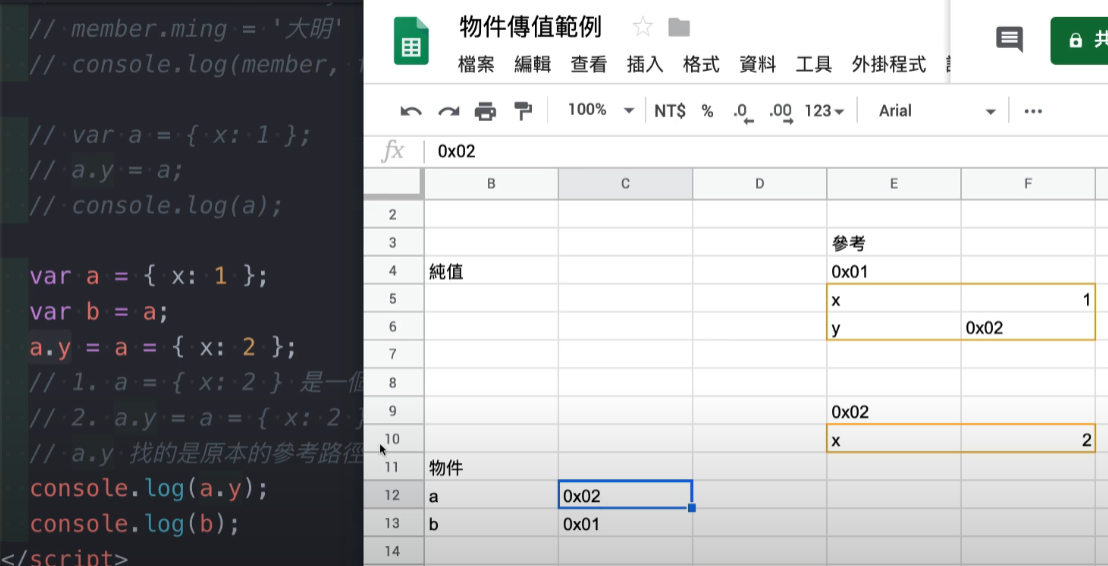 // member.ming = '大明'
// console.log(member,
// var a = { x: 1 };
// a.y = a;
// console.log(a);
var a = { x: 1 };
var b = a;
a.y = a = { x: 2 };
// 1. a = { x: 2 } 是一個
// 2. a.y = a = { x: 2 }
// a.y 找的是原本的參考路徑
console.log(a.y);
console.log(b);
</script>
物件傳值範例
共
檔案 編輯 查看 插入 格式 資料 工具 外掛程式
100% NT$ % .0 .00 123 Arial
fx 0x02
B C D E F
2
3 參考
4 純值 0x01
5 x 1
6 y 0x02
7
8
9 0x02
10 x 2
11 物件
12 a 0x02
13 b 0x01
14